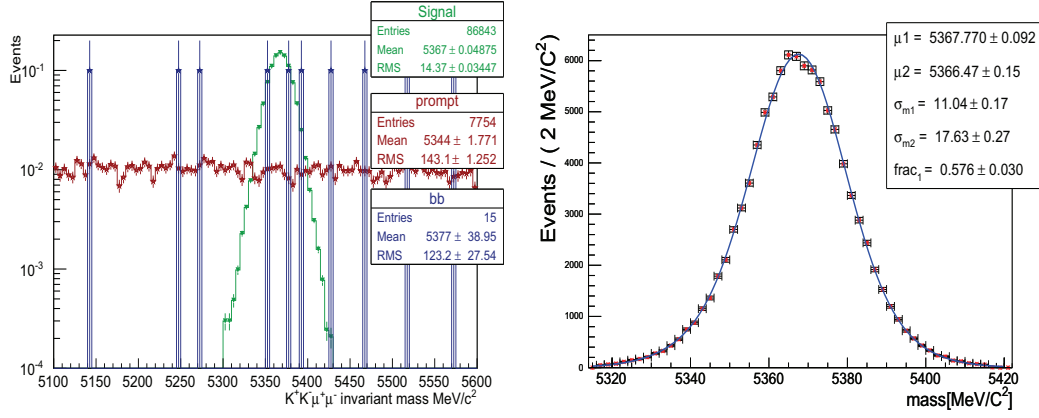 Signal
Entries 86843
Mean 5367 ± 0.04875
RMS 14.37 ± 0.03447
prompt
Entries 7754
Mean 5344 ± 1.771
RMS 143.1 ± 1.252
bb
Entries 15
Mean 5377 ± 38.95
RMS 123.2 ± 27.54
Events
10⁻¹
10⁻²
10⁻³
10⁻⁴
5100 5150 5200 5250 5300 5350 5400 5450 5500 5550 5600
K⁺K⁻μ⁺μ⁻ invariant mass MeV/c²
μ1 = 5367.770 ± 0.092
μ2 = 5366.47 ± 0.15
σm1 = 11.04 ± 0.17
σm2 = 17.63 ± 0.27
frac₁ = 0.576 ± 0.030
Events / ( 2 MeV/C²)
6000
5000
4000
3000
2000
1000
0
5320 5340 5360 5380 5400 5420
mass[MeV/C²]